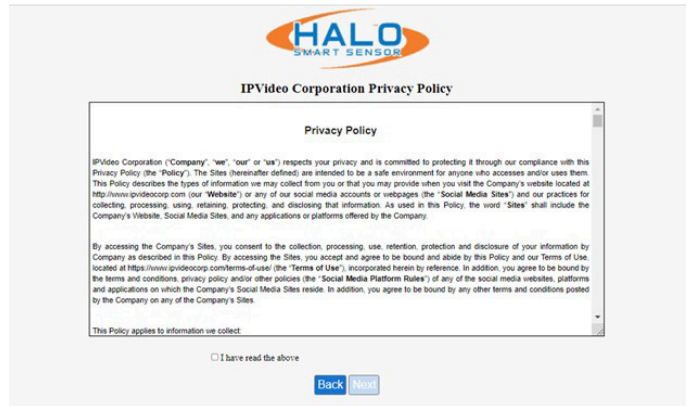 HALO
SMART SENSOR
IPVideo Corporation Privacy Policy
Privacy Policy
IPVideo Corporation ("Company", "we", "our" or "us") respects your privacy and is committed to protecting it through our compliance with this
Privacy Policy (the "Policy"). The Sites (hereinafter defined) are intended to be a safe environment for anyone who accesses and/or uses them.
This Policy describes the types of information we may collect from you or that you may provide when you visit the Company's website located at
http://www.ipvideocorp.com (our "Website") or any of our social media accounts or webpages (the "Social Media Sites") and our practices for
collecting, processing, using, retaining, protecting, and disclosing that information. As used in this Policy, the word "Sites" shall include the
Company's Website, Social Media Sites, and any applications or platforms offered by the Company.
By accessing the Company's Sites, you consent to the collection, processing, use, retention, protection and disclosure of your information by
Company as described in this Policy. By accessing the Sites, you accept and agree to be bound and abide by this Policy and our Terms of Use,
located at https://www.ipvideocorp.com/terms-of-use/ (the "Terms of Use"), incorporated herein by reference. In addition, you agree to be bound by
the terms and conditions, privacy policy and/or other policies (the "Social Media Platform Rules") of any of the social media websites, platforms
and applications on which the Company's Social Media Sites reside. In addition, you agree to be bound by any other terms and conditions posted
by the Company on any of the Company's Sites.
This Policy applies to information we collect:
I have read the above
Back Next